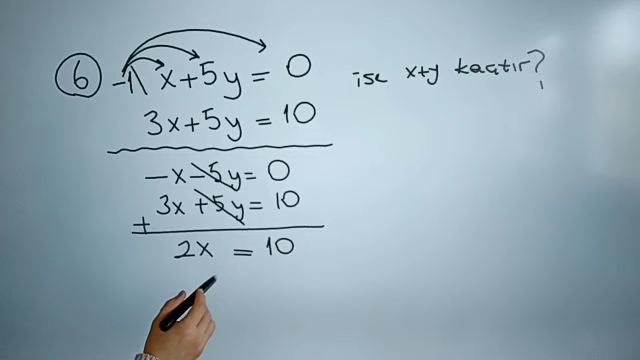 6 -1\ x+5y = 0 ise x+y kaçtır?
3x+5y = 10
-x-5y = 0
3x+5y = 10
+
2x = 10